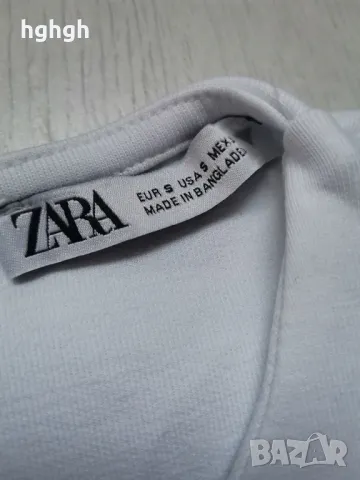 hghgh
ZARA
EUR S USA S MEX
MADE IN BANGLADE
BAZAR